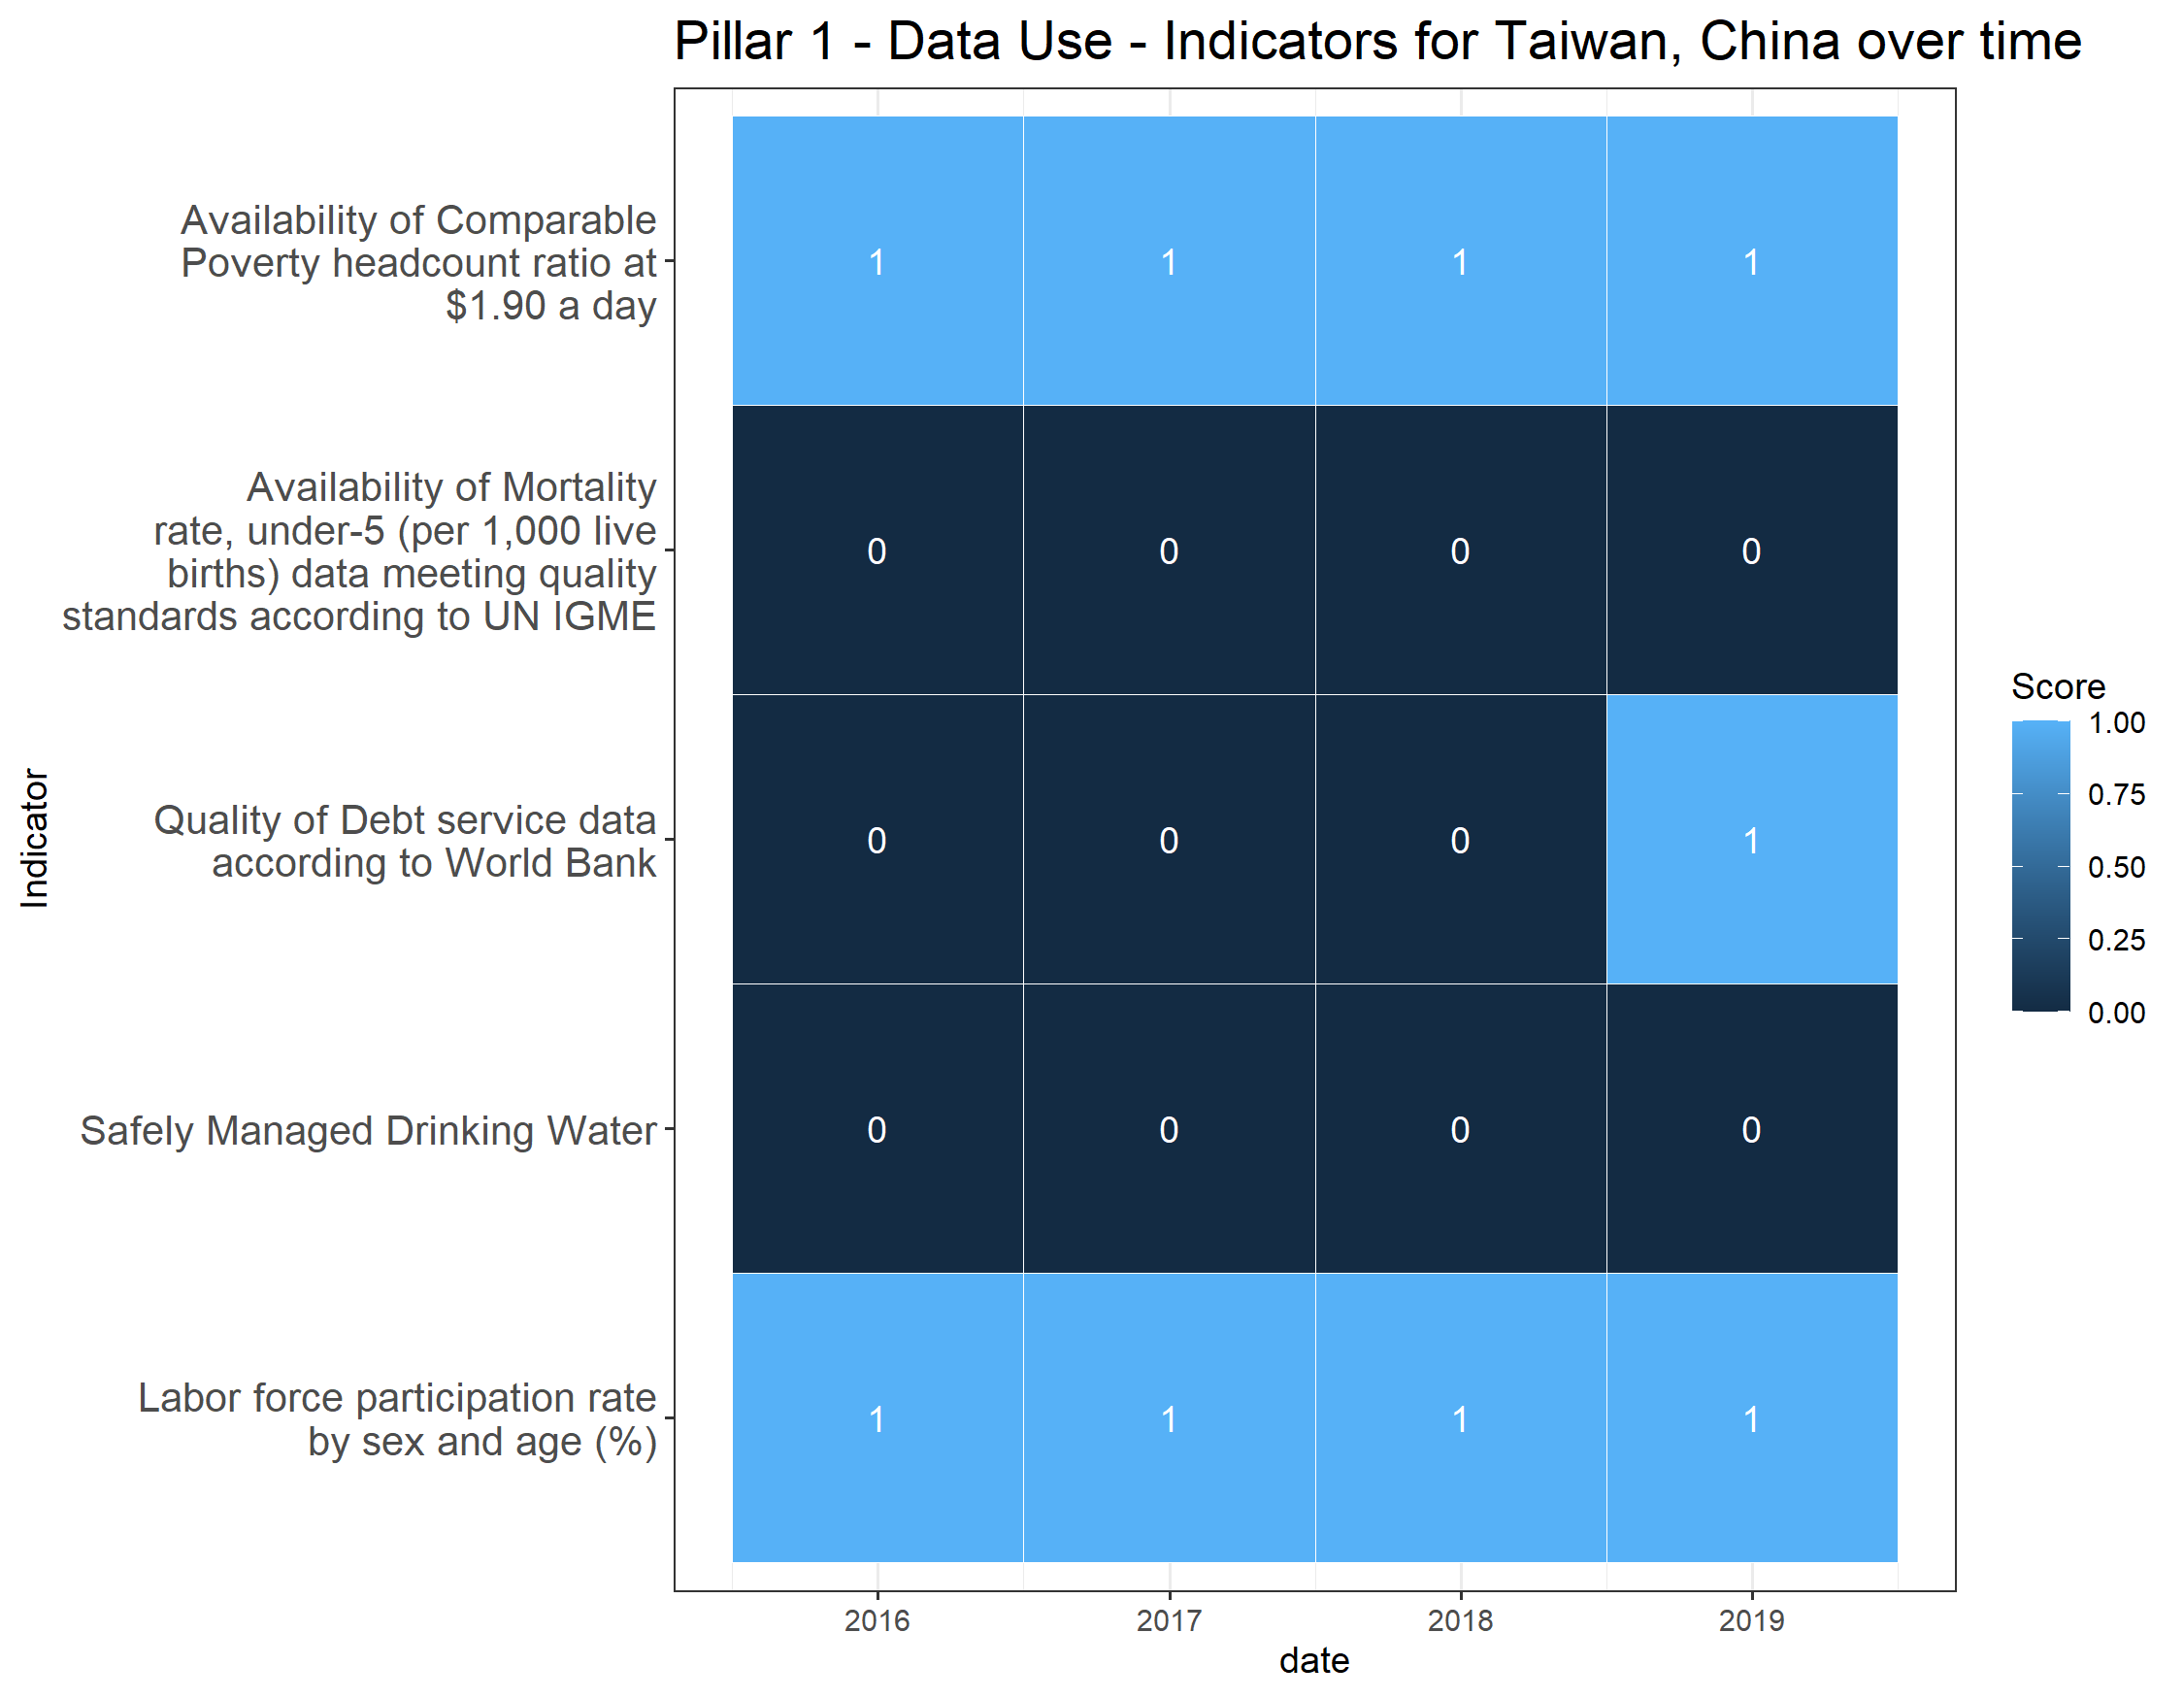 Pillar 1 - Data Use - Indicators for Taiwan, China over time
Indicator
Availability of Comparable
Poverty headcount ratio at
$1.90 a day
1 1 1 1
Availability of Mortality
rate, under-5 (per 1,000 live
births) data meeting quality
standards according to UN IGME
0 0 0 0
Quality of Debt service data
according to World Bank
0 0 0 1
Safely Managed Drinking Water
0 0 0 0
Labor force participation rate
by sex and age (%)
1 1 1 1
2016 2017 2018 2019
date
Score
1.00
0.75
0.50
0.25
0.00